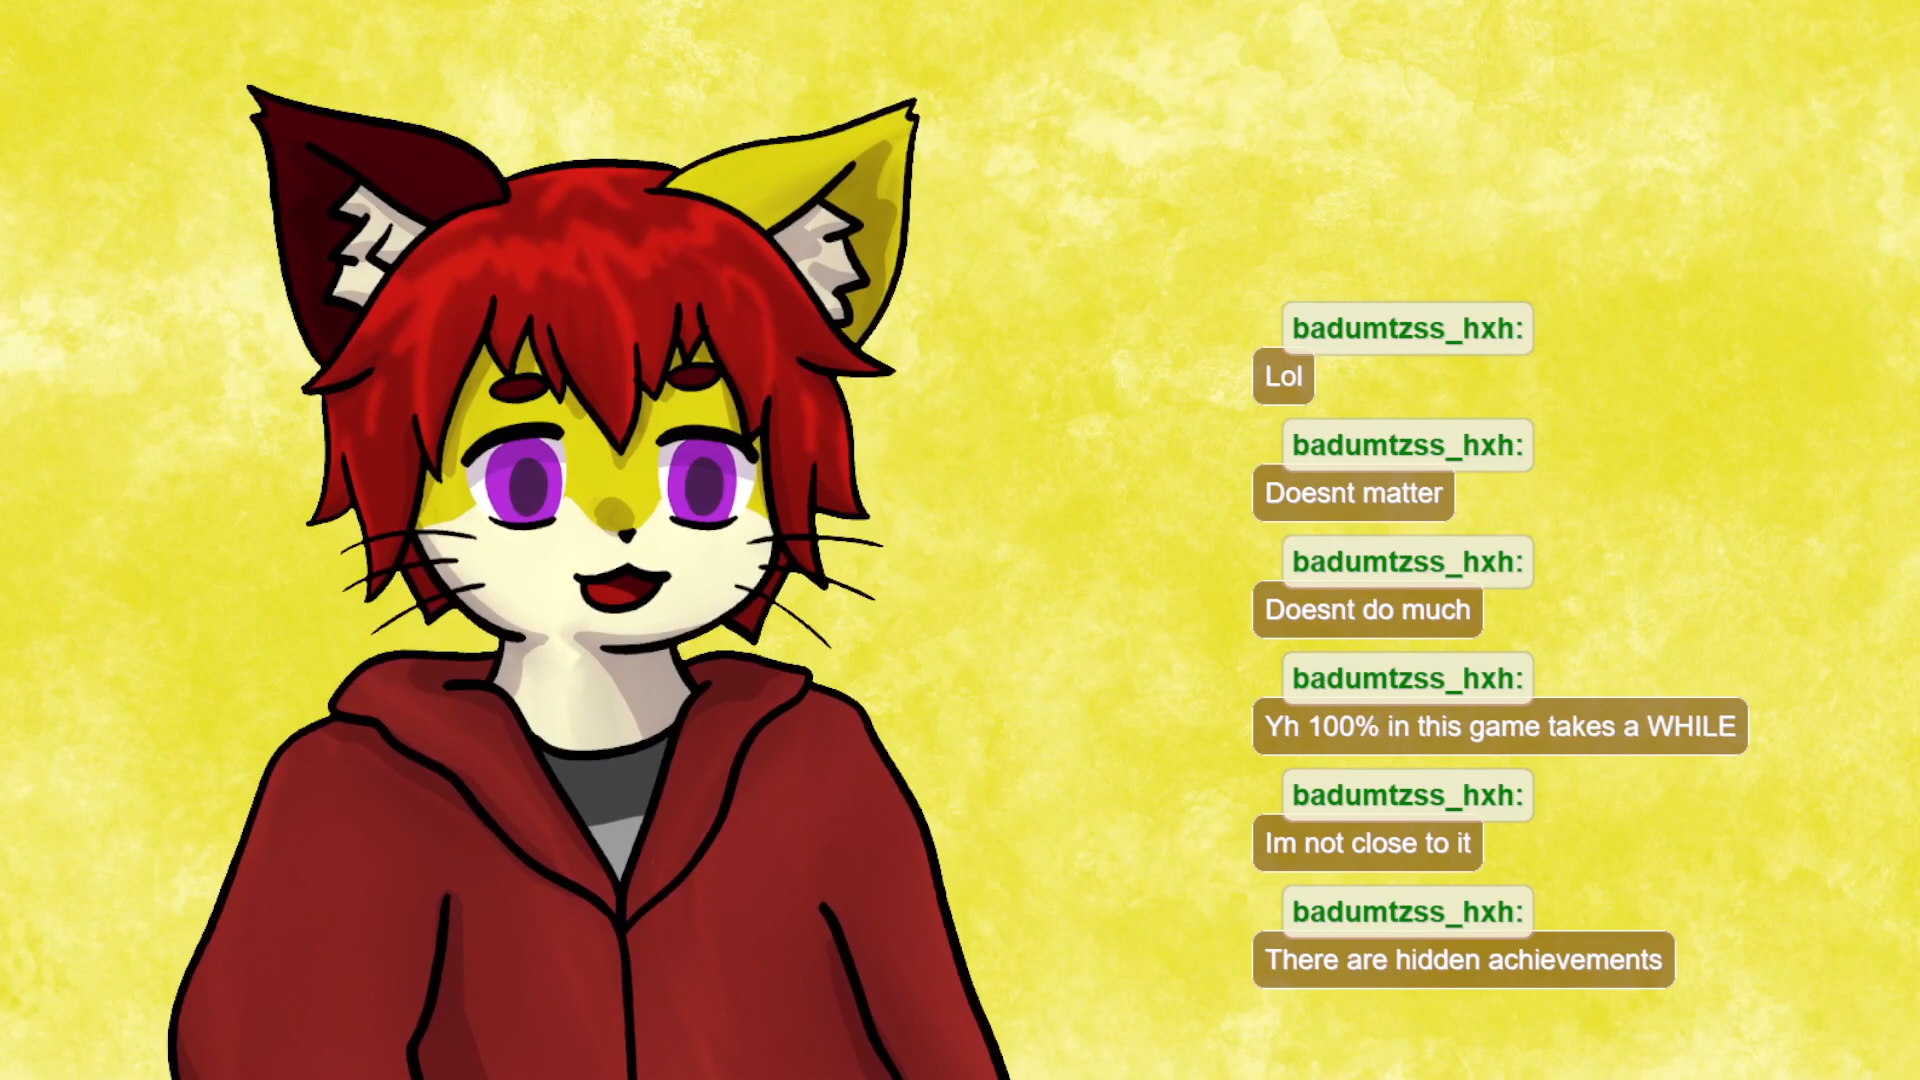 badumtzss_hxh:
Lol
badumtzss_hxh:
Doesnt matter
badumtzss_hxh:
Doesnt do much
badumtzss_hxh:
Yh 100% in this game takes a WHILE
badumtzss_hxh:
Im not close to it
badumtzss_hxh:
There are hidden achievements